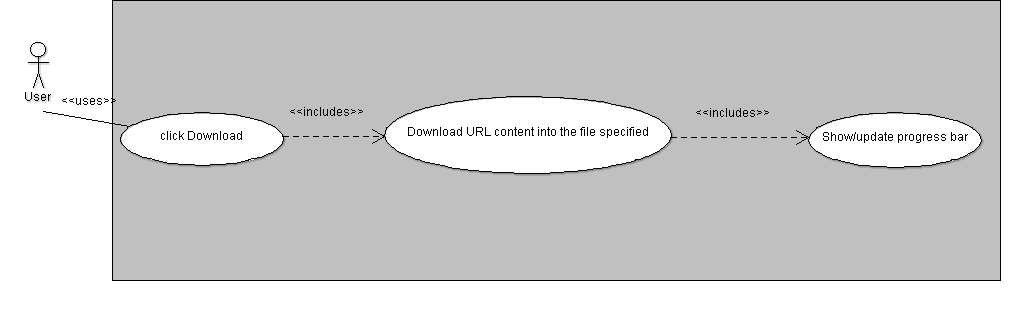 User
<<uses>>
click Download
<<includes>>
Download URL content into the file specified
<<includes>>
Show/update progress bar